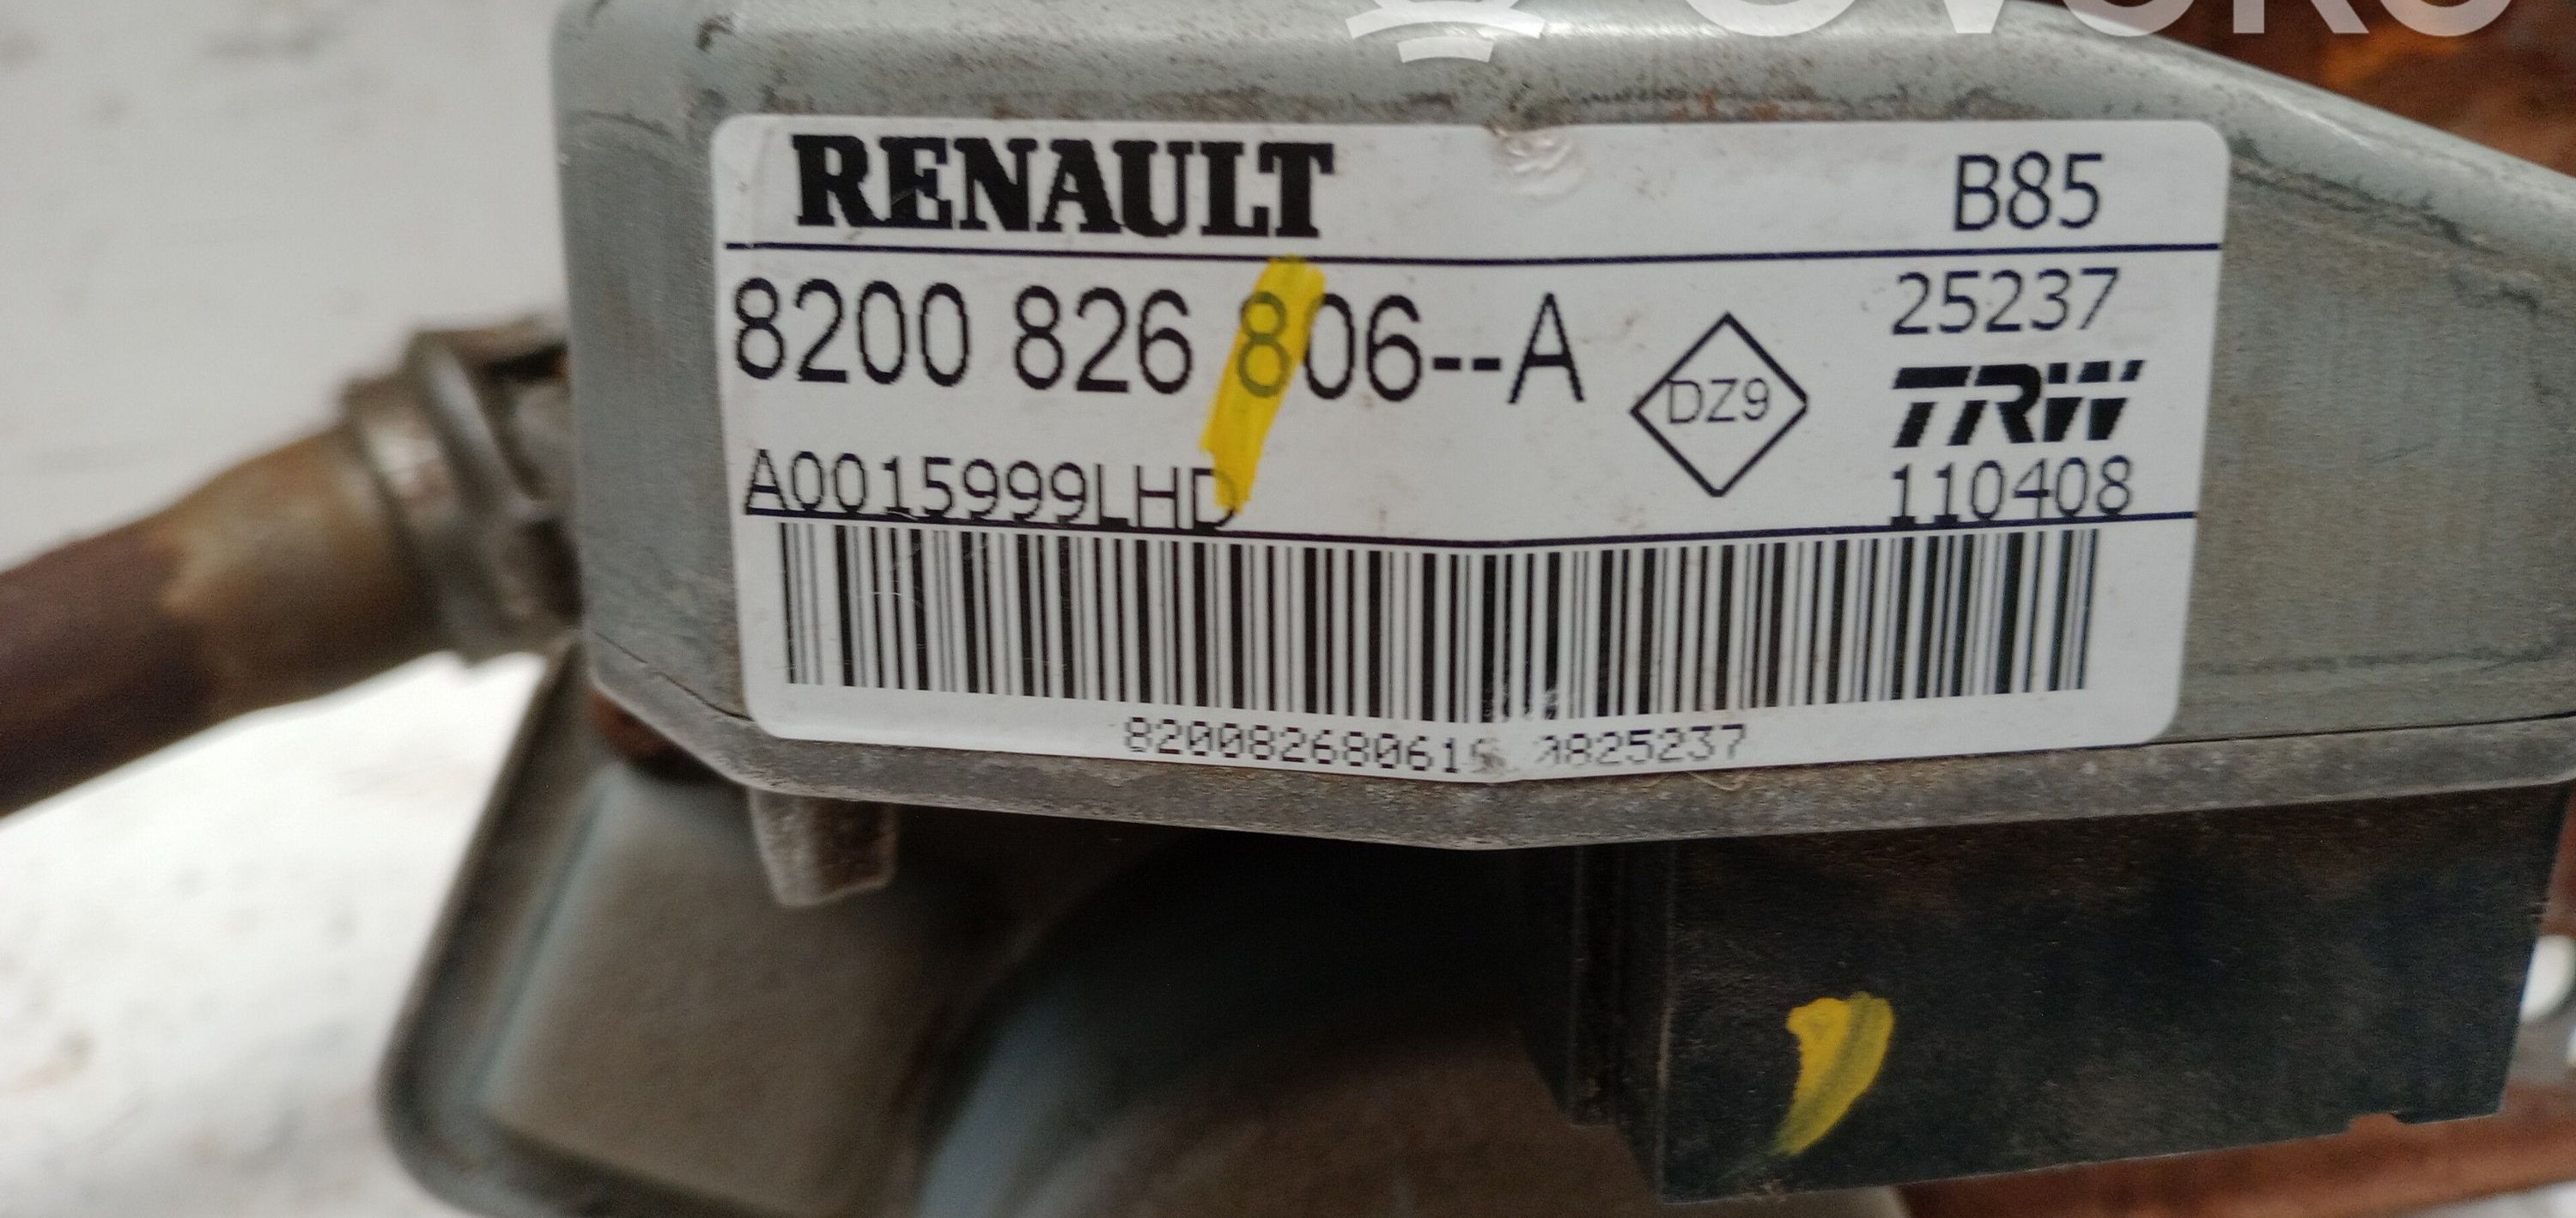 RENAULT B85
8200 826 806--A
25237
DZ9
TRW
A0015999LHD
110408